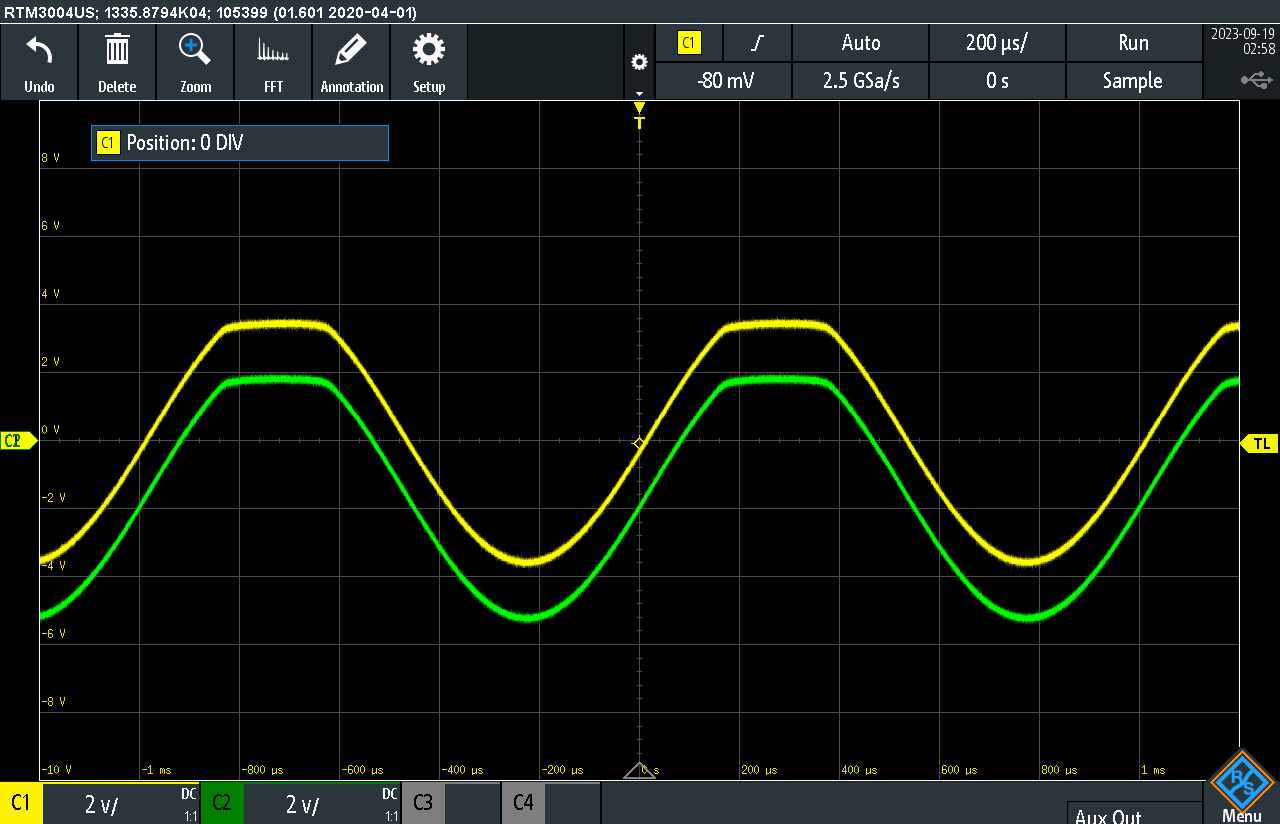 RTM3004US; 1335.8794K04; 105399 (01.601 2020-04-01)
Undo Delete Zoom FFT Annotation Setup
C1 Auto 200 µs/ Run
-80 mV 2.5 GSa/s 0 s Sample
2023-09-19
02:58
T
C1 Position: 0 DIV
8 V
6 V
4 V
2 V
0 V
TL
-2 V
-4 V
-6 V
-8 V
-10 V -1 ms -800 µs -600 µs -400 µs -200 µs 0 s 200 µs 400 µs 600 µs 800 µs 1 ms
C1 2 V/ DC 1:1 C2 2 V/ DC 1:1 C3 C4
Aux Out
R&S
Menu